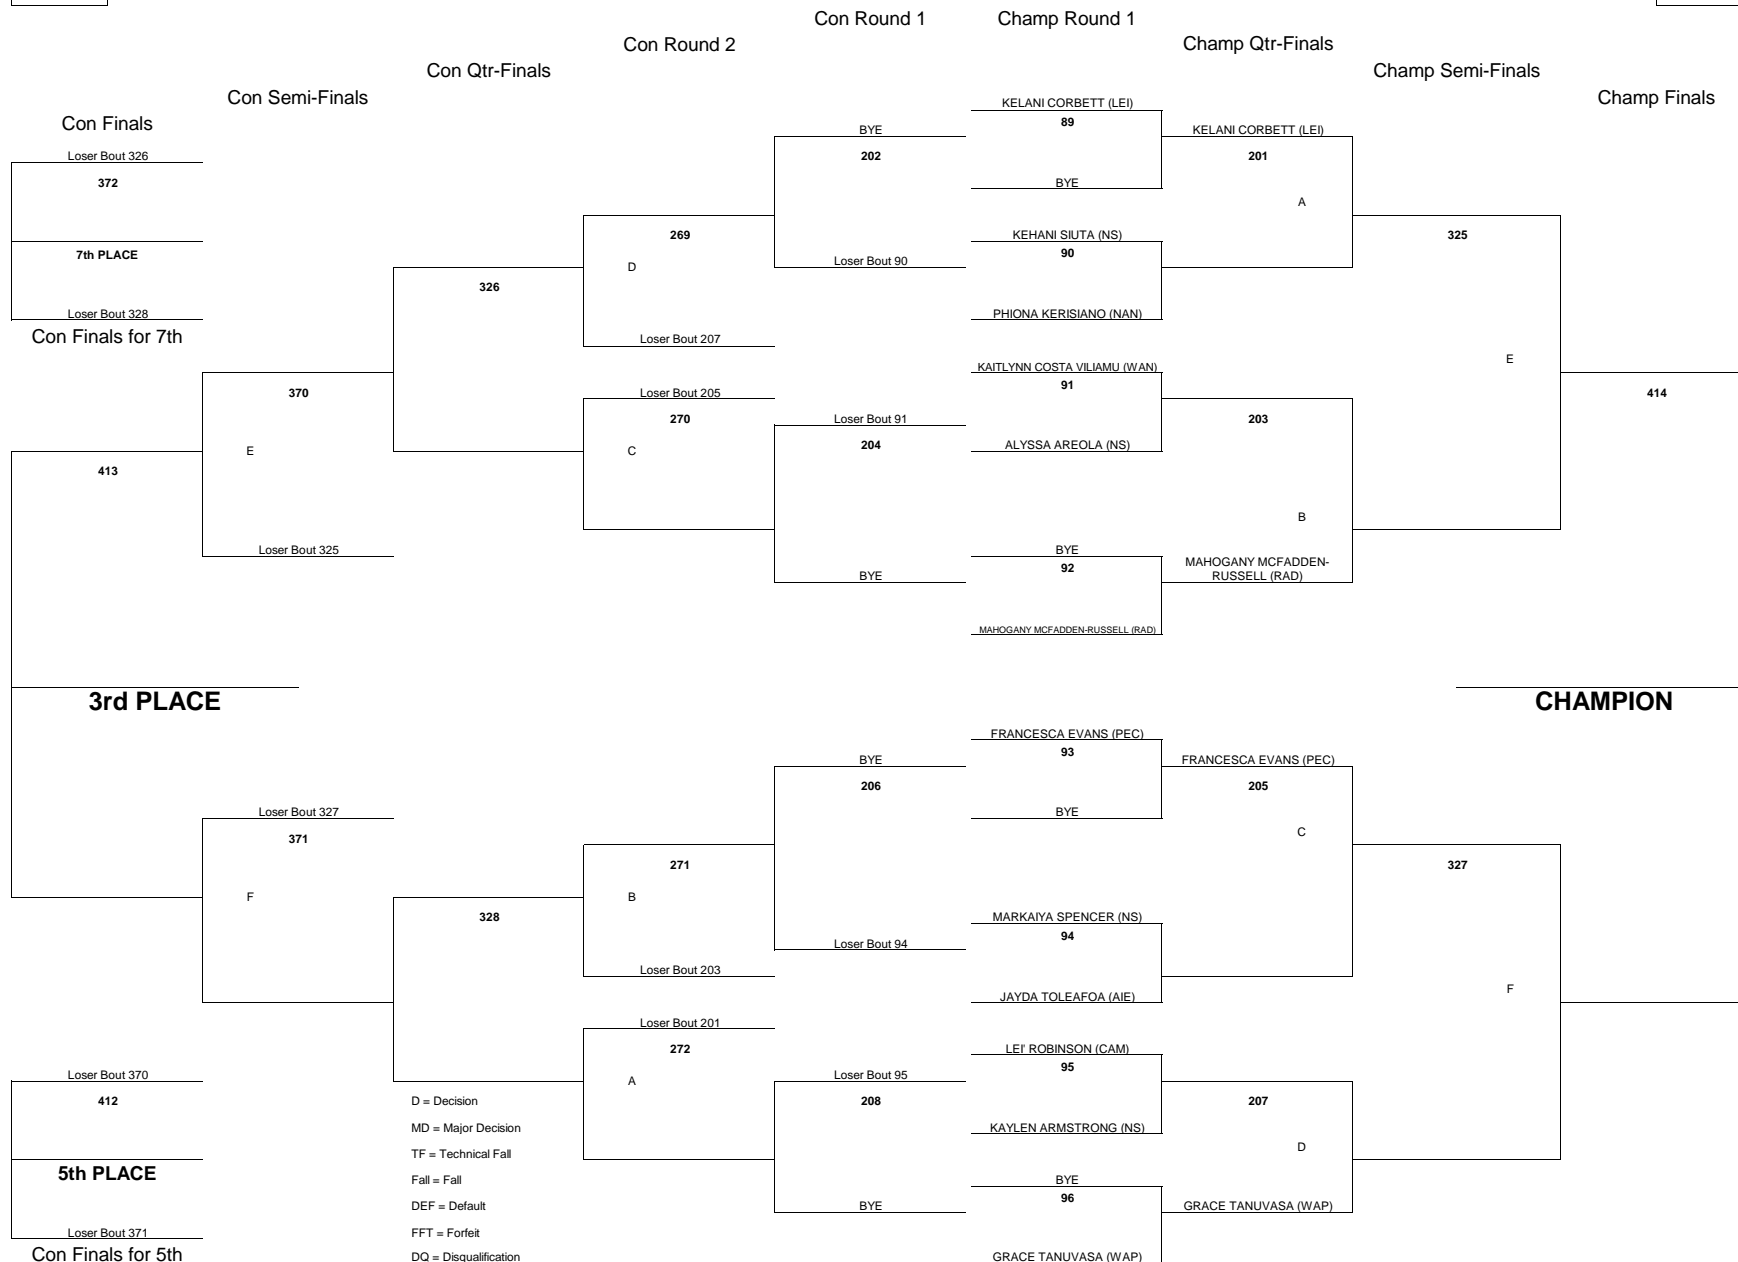 Con Round 1
Champ Round 1
Con Round 2
Champ Qtr-Finals
Con Qtr-Finals
Champ Semi-Finals
Con Semi-Finals
Champ Finals
Con Finals
KELANI CORBETT (LEI)
89
BYE
KELANI CORBETT (LEI)
Loser Bout 326
202
201
372
BYE
A
269
KEHANI SIUTA (NS)
325
7th PLACE
90
D
Loser Bout 90
326
Loser Bout 328
PHIONA KERISIANO (NAN)
Con Finals for 7th
Loser Bout 207
E
KAITLYNN COSTA VILIAMU (WAN)
91
370
Loser Bout 205
414
270
Loser Bout 91
203
204
ALYSSA AREOLA (NS)
E
C
413
B
Loser Bout 325
BYE
92
MAHOGANY MCFADDEN-
RUSSELL (RAD)
BYE
MAHOGANY MCFADDEN-RUSSELL (RAD)
3rd PLACE
CHAMPION
FRANCESCA EVANS (PEC)
93
BYE
FRANCESCA EVANS (PEC)
206
205
Loser Bout 327
BYE
371
C
271
327
F
B
328
MARKAIYA SPENCER (NS)
94
Loser Bout 94
Loser Bout 203
F
JAYDA TOLEAFOA (AIE)
Loser Bout 201
272
LEI' ROBINSON (CAM)
95
Loser Bout 370
A
Loser Bout 95
412
D = Decision
208
207
MD = Major Decision
KAYLEN ARMSTRONG (NS)
TF = Technical Fall
D
5th PLACE
Fall = Fall
BYE
96
DEF = Default
BYE
GRACE TANUVASA (WAP)
Loser Bout 371
FFT = Forfeit
Con Finals for 5th
DQ = Disqualification
GRACE TANUVASA (WAP)